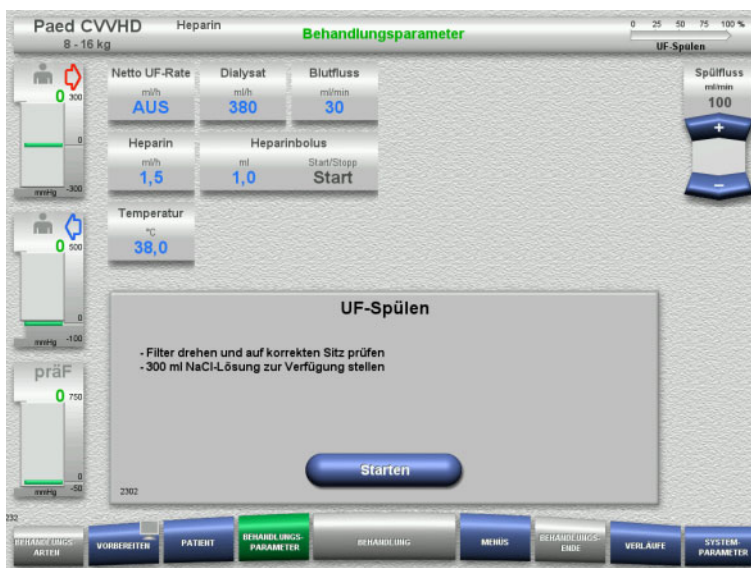 Paed CVVHD Heparin
8 - 16 kg
Behandlungsparameter
0 25 50 75 100 %
UF-Spülen
0 300
0
mmHg -300
Netto UF-Rate
ml/h
AUS
Dialysat
ml/h
380
Blutfluss
ml/min
30
Spülfluss
ml/min
100
+
–
Heparin
ml/h
1,5
Heparinbolus
ml Start/Stopp
1,0 Start
Temperatur
°C
38,0
0 500
0
mmHg -100
präF
0 750
0
mmHg -50
UF-Spülen
- Filter drehen und auf korrekten Sitz prüfen
- 300 ml NaCl-Lösung zur Verfügung stellen
Starten
2302
232
BEHANDLUNGS-
ARTEN
VORBEREITEN
PATIENT
BEHANDLUNGS-
PARAMETER
BEHANDLUNG
MENÜS
BEHANDLUNGS-
ENDE
VERLÄUFE
SYSTEM-
PARAMETER